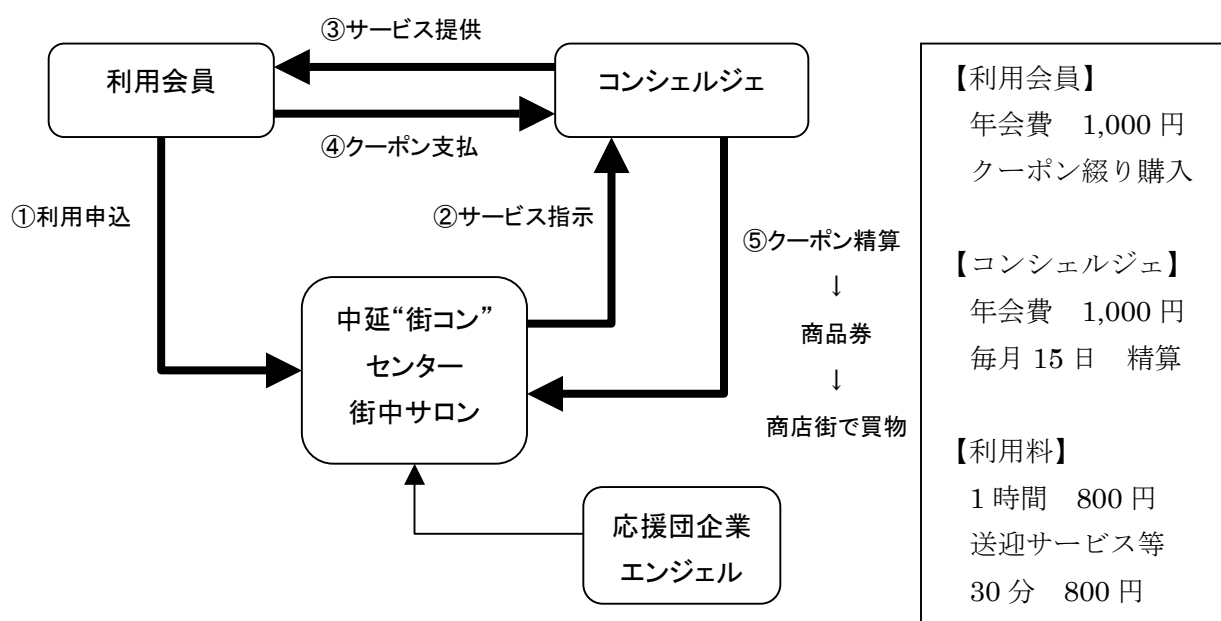 ③サービス提供
利用会員
コンシェルジェ
④クーポン支払
①利用申込
②サービス指示
⑤クーポン精算
↓
商品券
↓
商店街で買物
中延“街コン”
センター
街中サロン
応援団企業
エンジェル
【利用会員】
年会費　1,000 円
クーポン綴り購入
【コンシェルジェ】
年会費　1,000 円
毎月 15 日　精算
【利用料】
1 時間　800 円
送迎サービス等
30 分　800 円